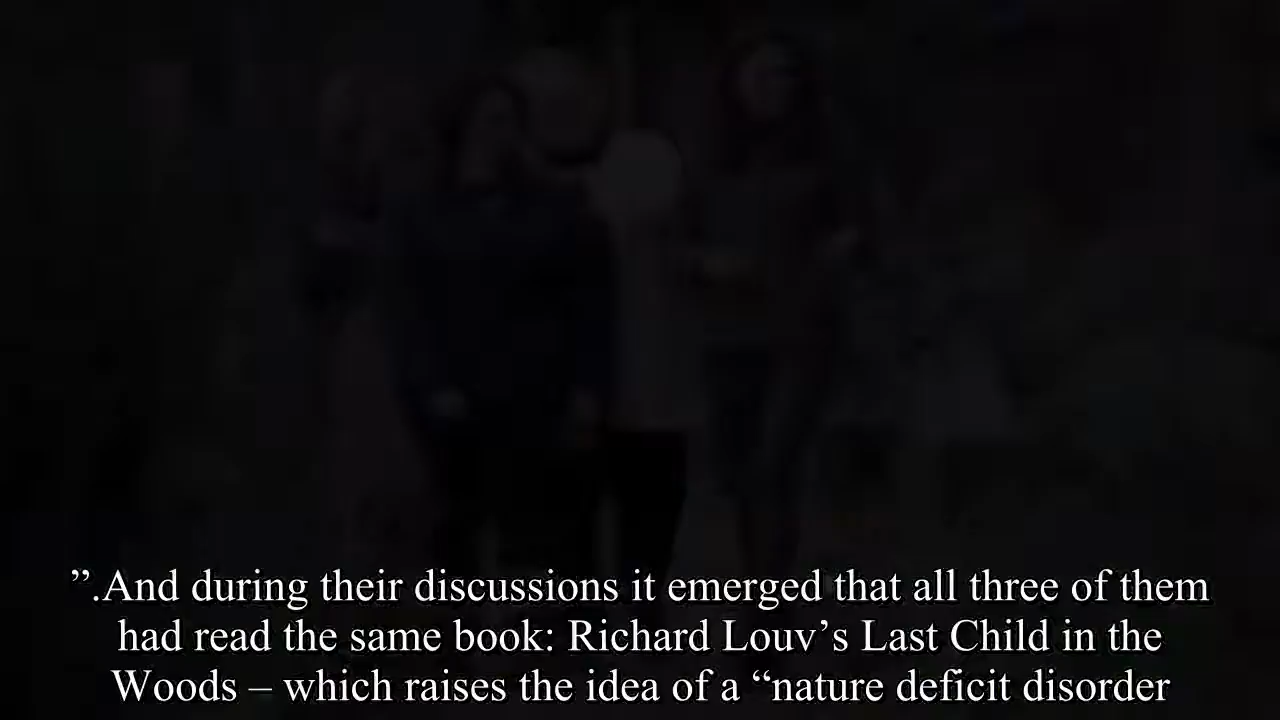 ”.And during their discussions it emerged that all three of them
had read the same book: Richard Louv’s Last Child in the
Woods – which raises the idea of a “nature deficit disorder